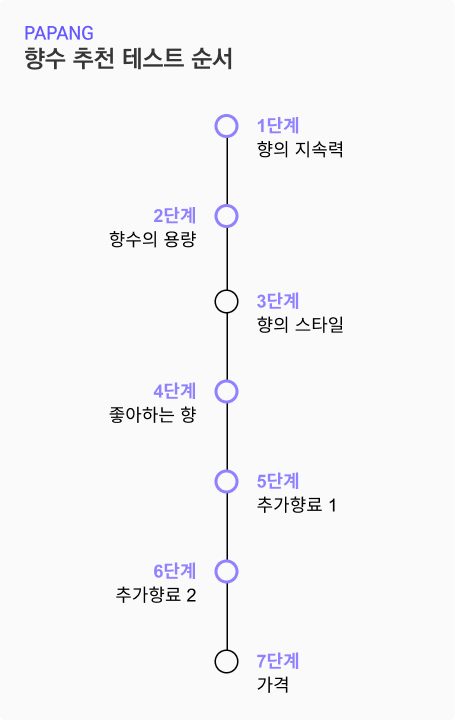 PAPANG
향수 추천 테스트 순서
1단계
향의 지속력
2단계
향수의 용량
3단계
향의 스타일
4단계
좋아하는 향
5단계
추가향료 1
6단계
추가향료 2
7단계
가격